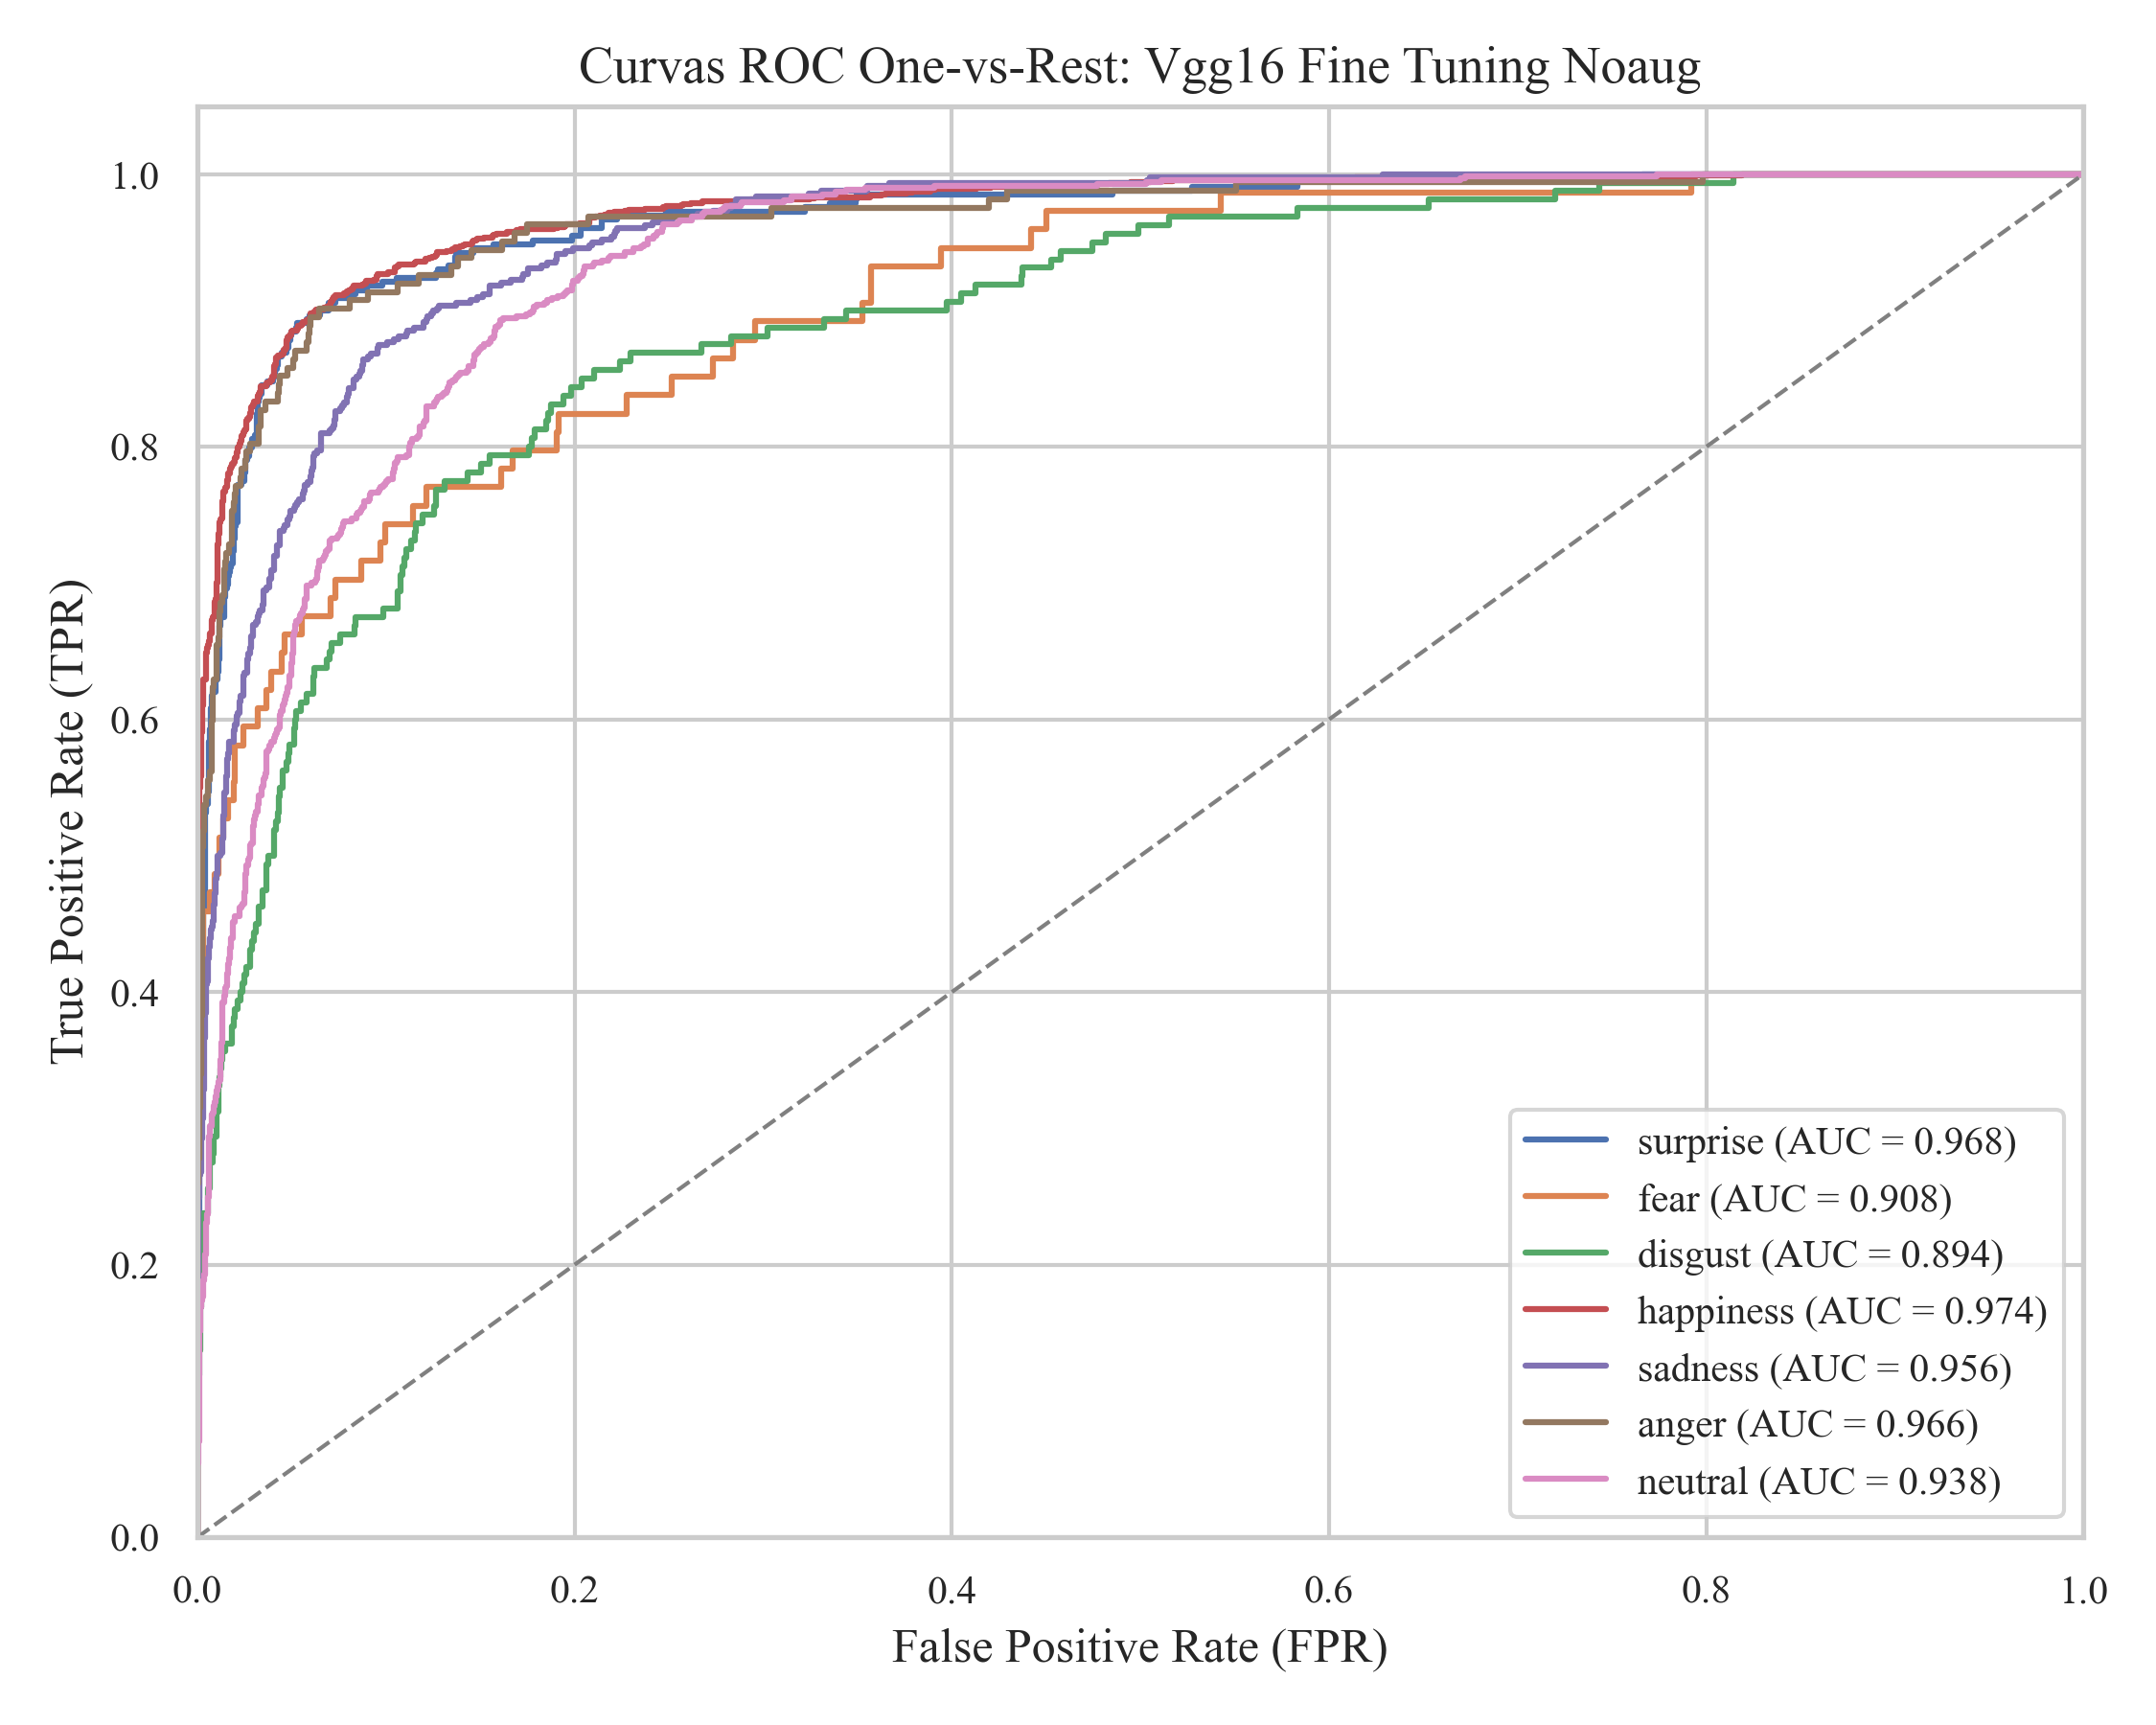 Curvas ROC One-vs-Rest: Vgg16 Fine Tuning Noaug
True Positive Rate (TPR)
1.0
0.8
0.6
0.4
0.2
0.0
surprise (AUC = 0.968)
fear (AUC = 0.908)
disgust (AUC = 0.894)
happiness (AUC = 0.974)
sadness (AUC = 0.956)
anger (AUC = 0.966)
neutral (AUC = 0.938)
0.0 0.2 0.4 0.6 0.8 1.0
False Positive Rate (FPR)